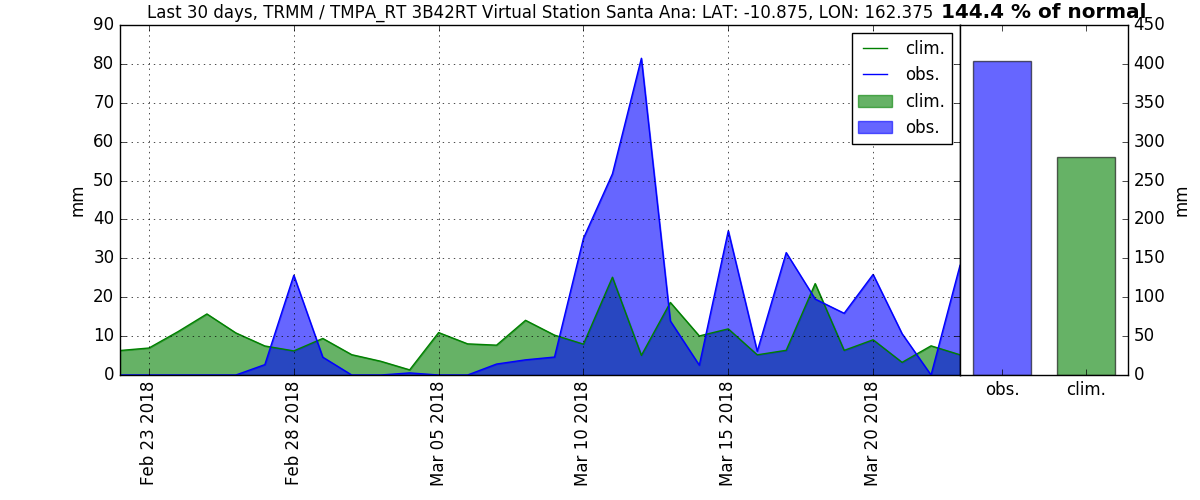 Last 30 days, TRMM / TMPA_RT 3B42RT Virtual Station Santa Ana: LAT: -10.875, LON: 162.375 144.4 % of normal
90
80
70
60
50
40
30
20
10
0
mm
clim.
obs.
clim.
obs.
450
400
350
300
250
200
150
100
50
0
mm
obs. clim.
Feb 23 2018
Feb 28 2018
Mar 05 2018
Mar 10 2018
Mar 15 2018
Mar 20 2018